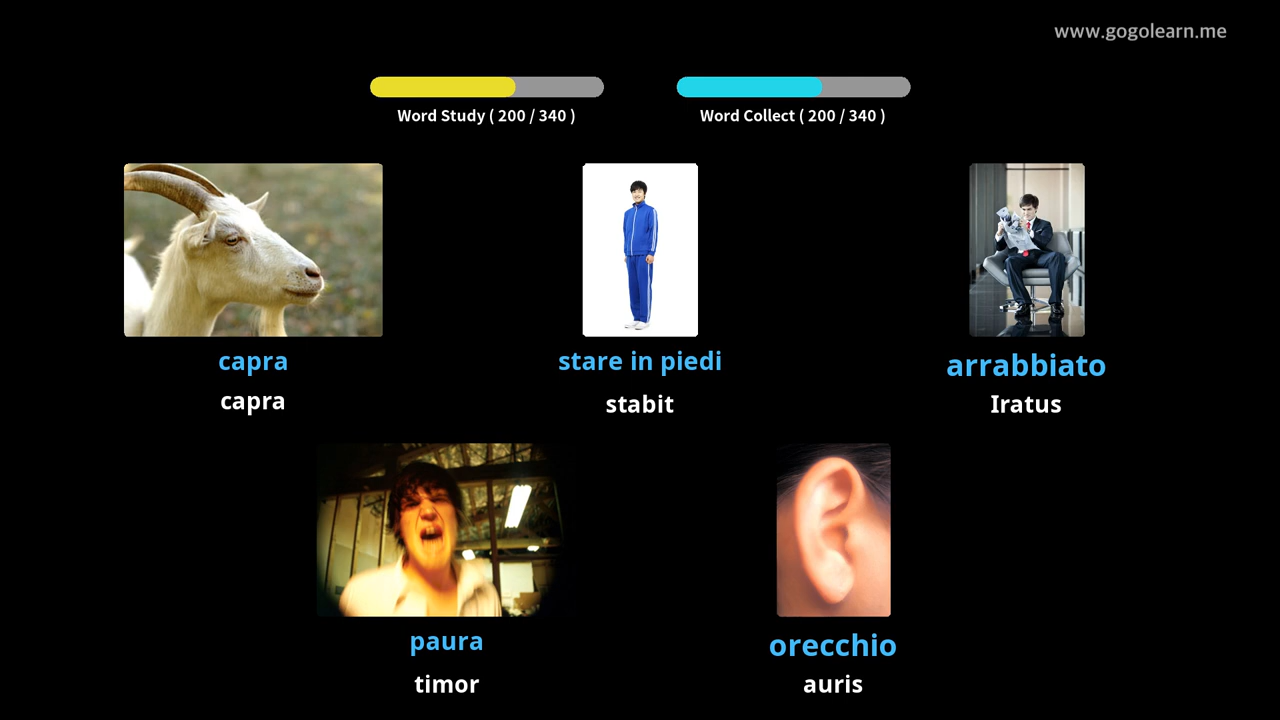 www.gogolearn.me
Word Study ( 200 / 340 )
Word Collect ( 200 / 340 )
capra
capra
stare in piedi
stabit
arrabbiato
Iratus
paura
timor
orecchio
auris